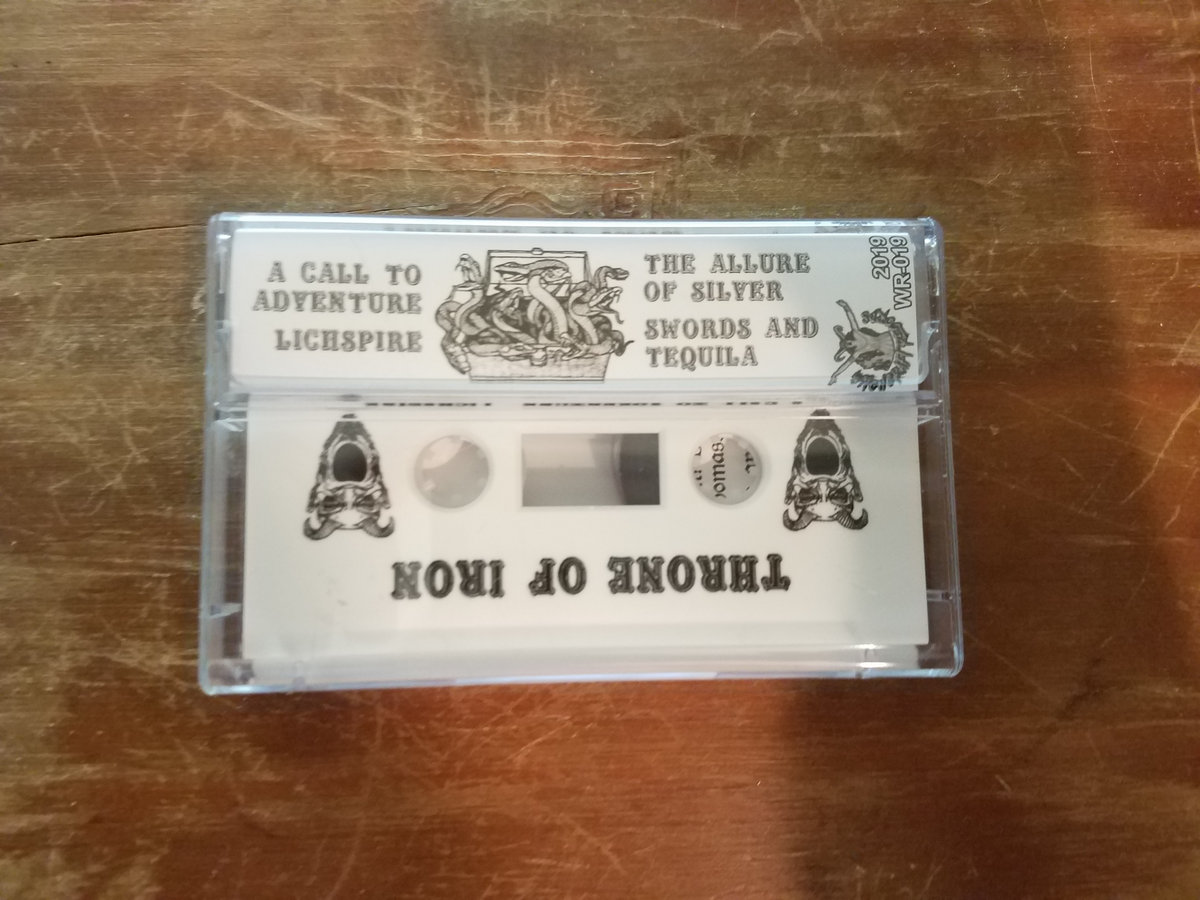 A CALL TO
ADVENTURE
LICHSPIRE
THE ALLURE
OF SILVER
SWORDS AND
TEQUILA
2019
WR-019
THRONE OF IRON